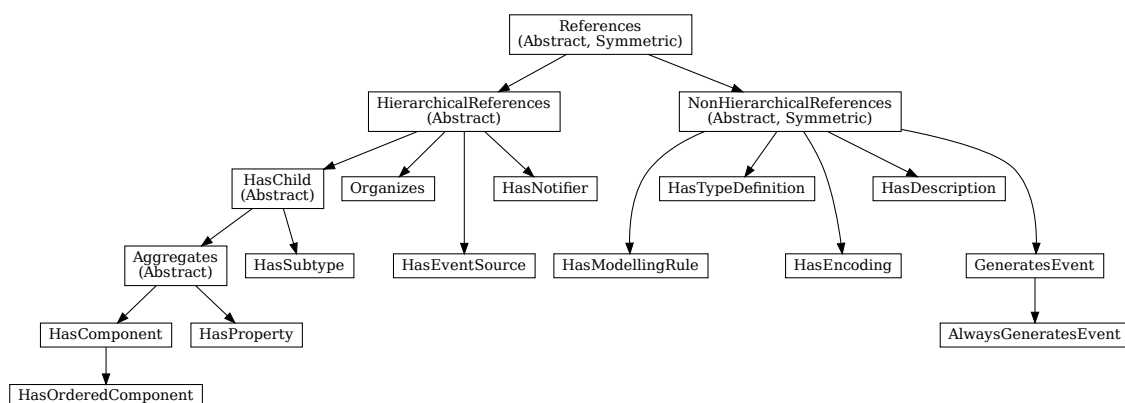 References
(Abstract, Symmetric)
HierarchicalReferences
(Abstract)
NonHierarchicalReferences
(Abstract, Symmetric)
HasChild
(Abstract)
Organizes
HasNotifier
HasTypeDefinition
HasDescription
Aggregates
(Abstract)
HasSubtype
HasEventSource
HasModellingRule
HasEncoding
GeneratesEvent
HasComponent
HasProperty
AlwaysGeneratesEvent
HasOrderedComponent